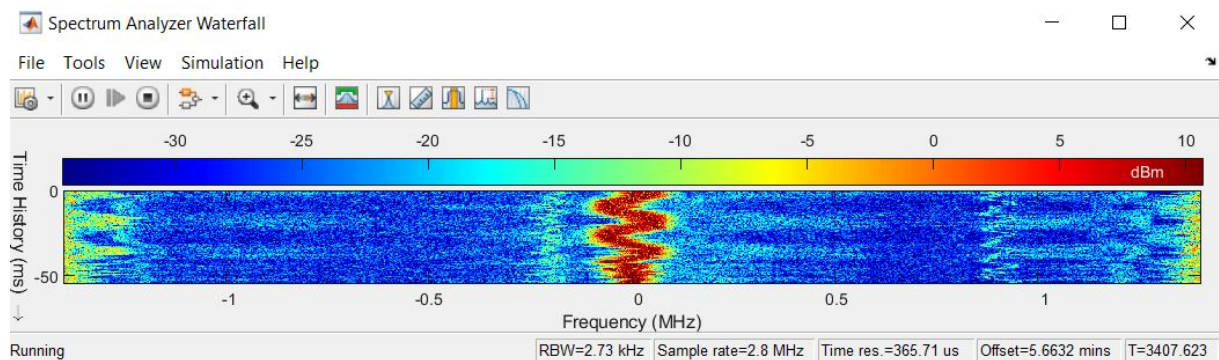 Spectrum Analyzer Waterfall
File Tools View Simulation Help
-30 -25 -20 -15 -10 -5 0 5 10
dBm
Time History (ms)
0
-50
-1 -0.5 0 0.5 1
Frequency (MHz)
Running RBW=2.73 kHz Sample rate=2.8 MHz Time res.=365.71 us Offset=5.6632 mins T=3407.623